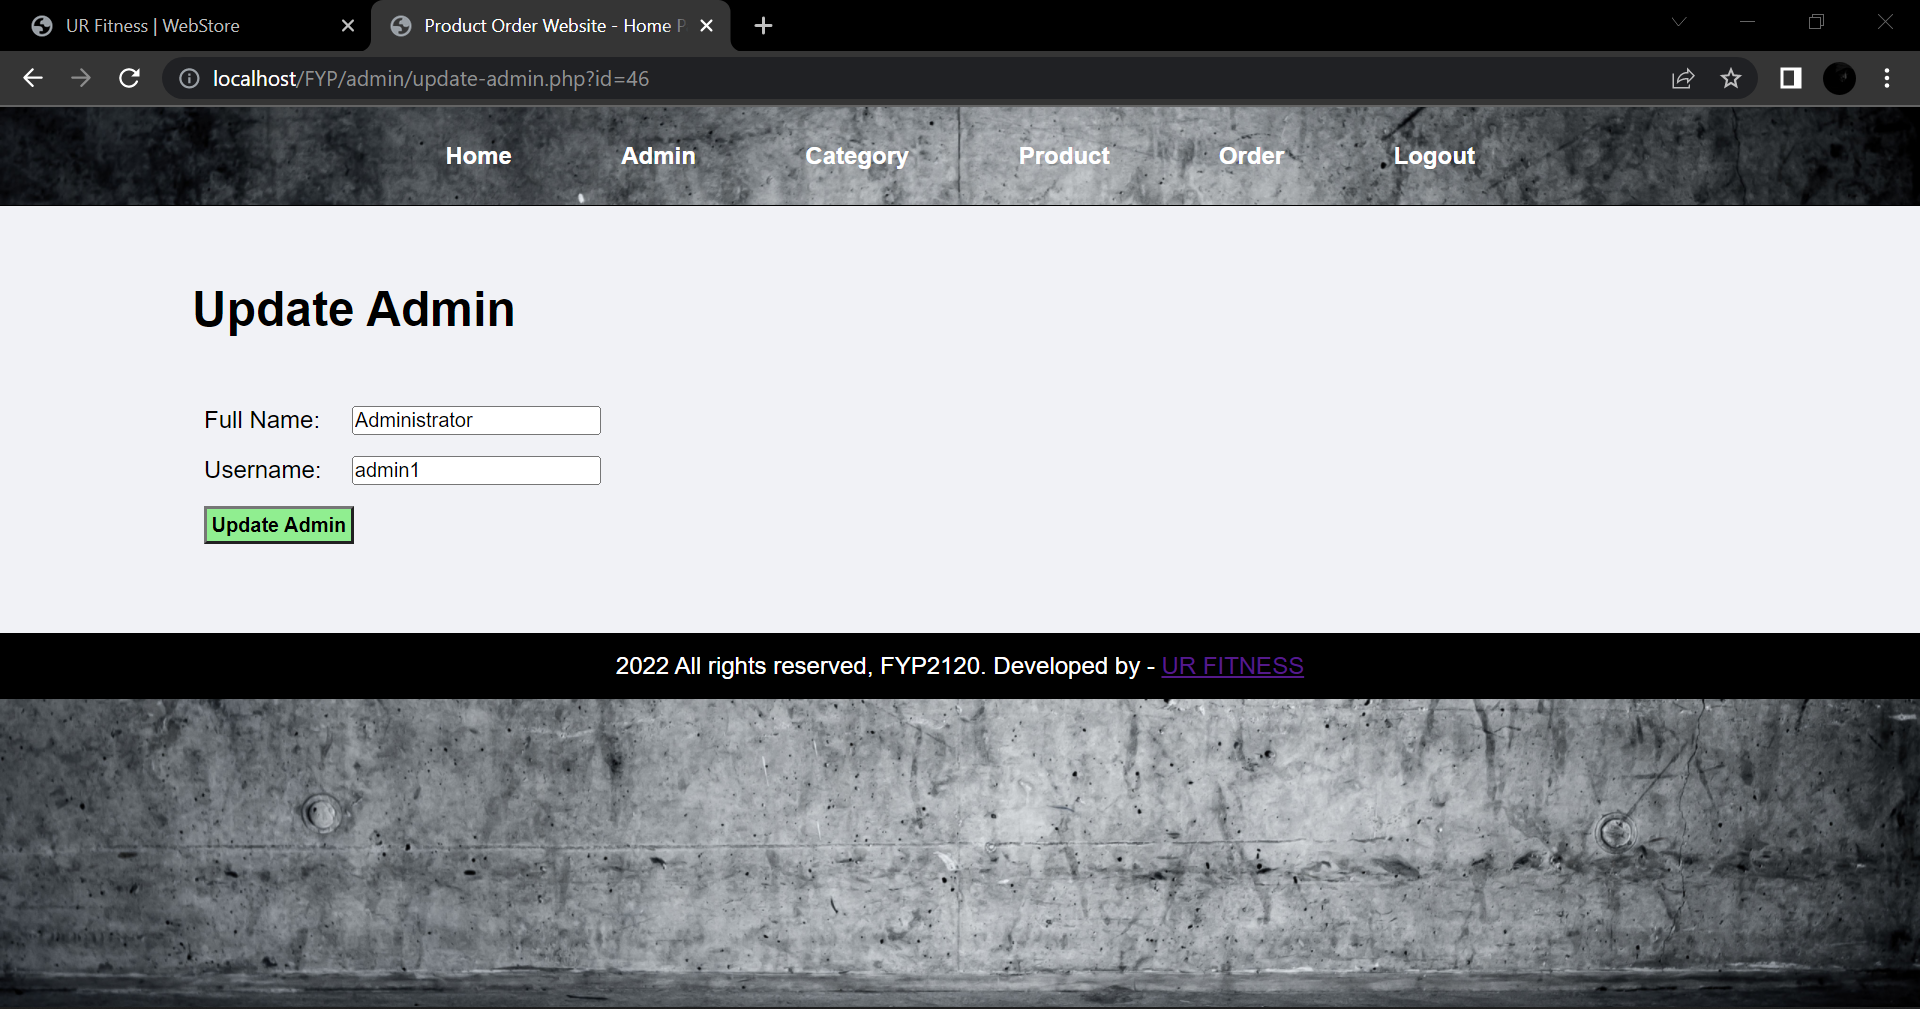 UR Fitness | WebStore
Product Order Website - Home P
localhost/FYP/admin/update-admin.php?id=46
Home Admin Category Product Order Logout
Update Admin
Full Name: Administrator
Username: admin1
Update Admin
2022 All rights reserved, FYP2120. Developed by - UR FITNESS